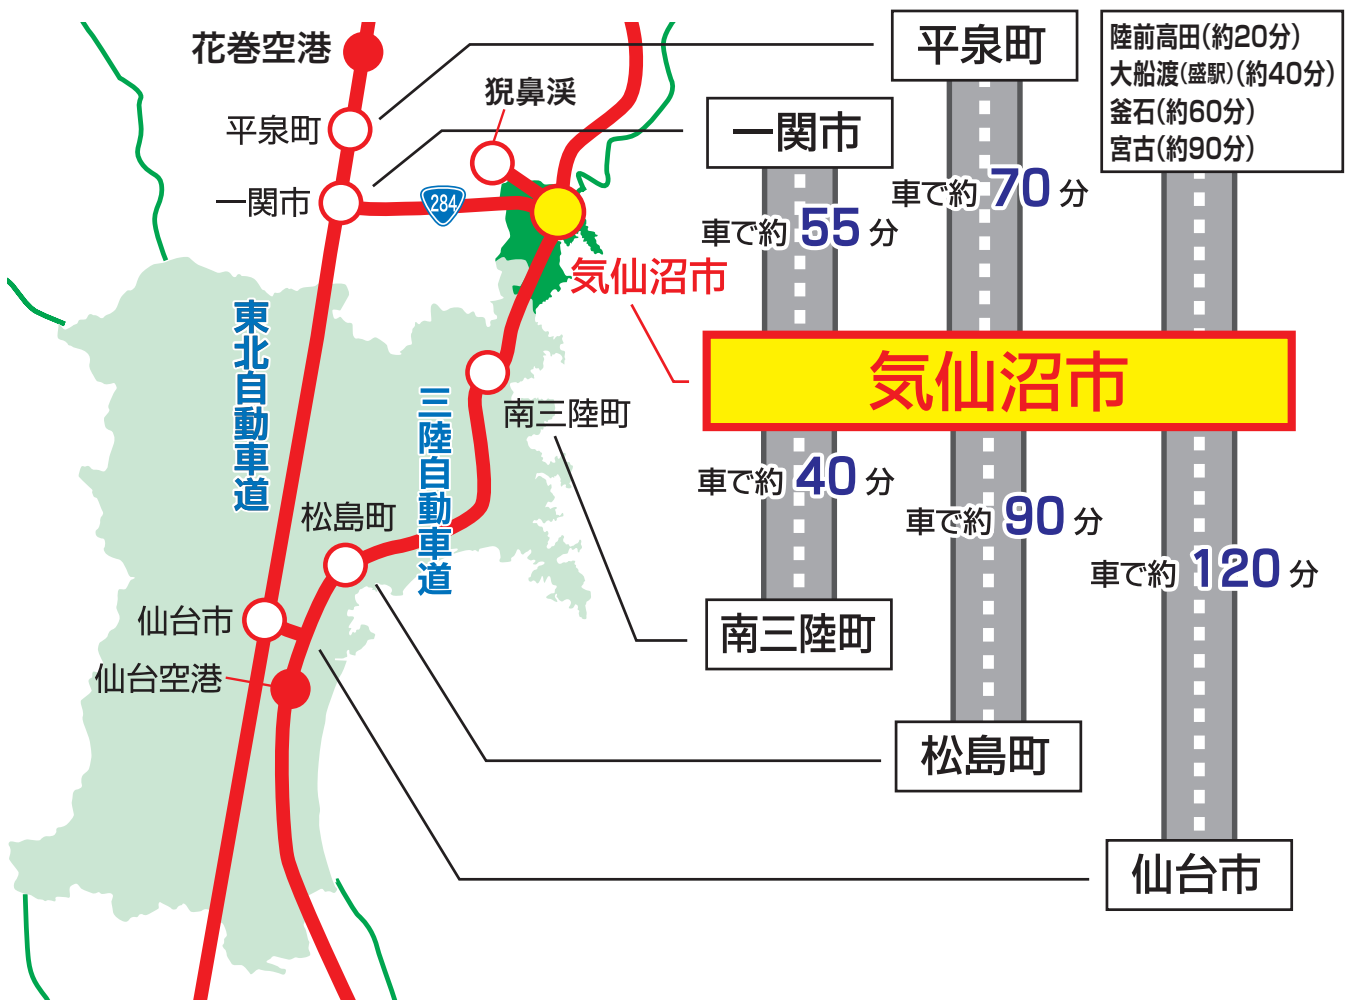 花巻空港
平泉町
一関市
猊鼻渓
284
気仙沼市
東北自動車道
三陸自動車道
南三陸町
松島町
仙台市
仙台空港
平泉町
一関市
陸前高田(約20分)
大船渡(盛駅)(約40分)
釜石(約60分)
宮古(約90分)
車で約 70 分
車で約 55 分
気仙沼市
車で約 40 分
車で約 90 分
車で約 120 分
南三陸町
松島町
仙台市